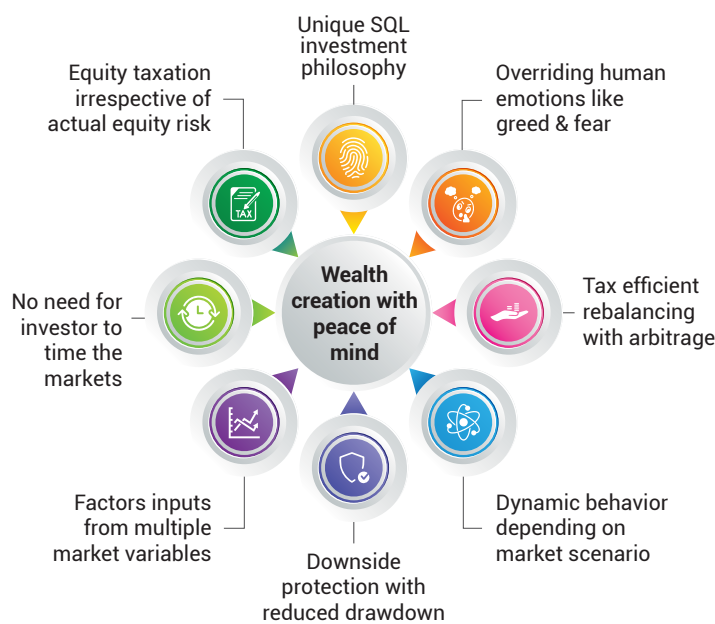 Unique SQL
investment
philosophy
Overriding human
emotions like
greed & fear
Tax efficient
rebalancing
with arbitrage
Dynamic behavior
depending on
market scenario
Downside
protection with
reduced drawdown
Factors inputs
from multiple
market variables
No need for
investor to
time the
markets
Equity taxation
irrespective of
actual equity risk
TAX
Wealth
creation with
peace of
mind